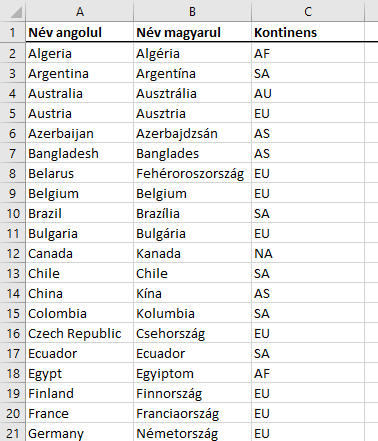 A B C
1 Név angolul Név magyarul Kontinens
2 Algeria Algéria AF
3 Argentina Argentína SA
4 Australia Ausztrália AU
5 Austria Ausztria EU
6 Azerbaijan Azerbajdzsán AS
7 Bangladesh Banglades AS
8 Belarus Fehéroroszország EU
9 Belgium Belgium EU
10 Brazil Brazília SA
11 Bulgaria Bulgária EU
12 Canada Kanada NA
13 Chile Chile SA
14 China Kína AS
15 Colombia Kolumbia SA
16 Czech Republic Csehország EU
17 Ecuador Ecuador SA
18 Egypt Egyiptom AF
19 Finland Finnország EU
20 France Franciaország EU
21 Germany Németország EU